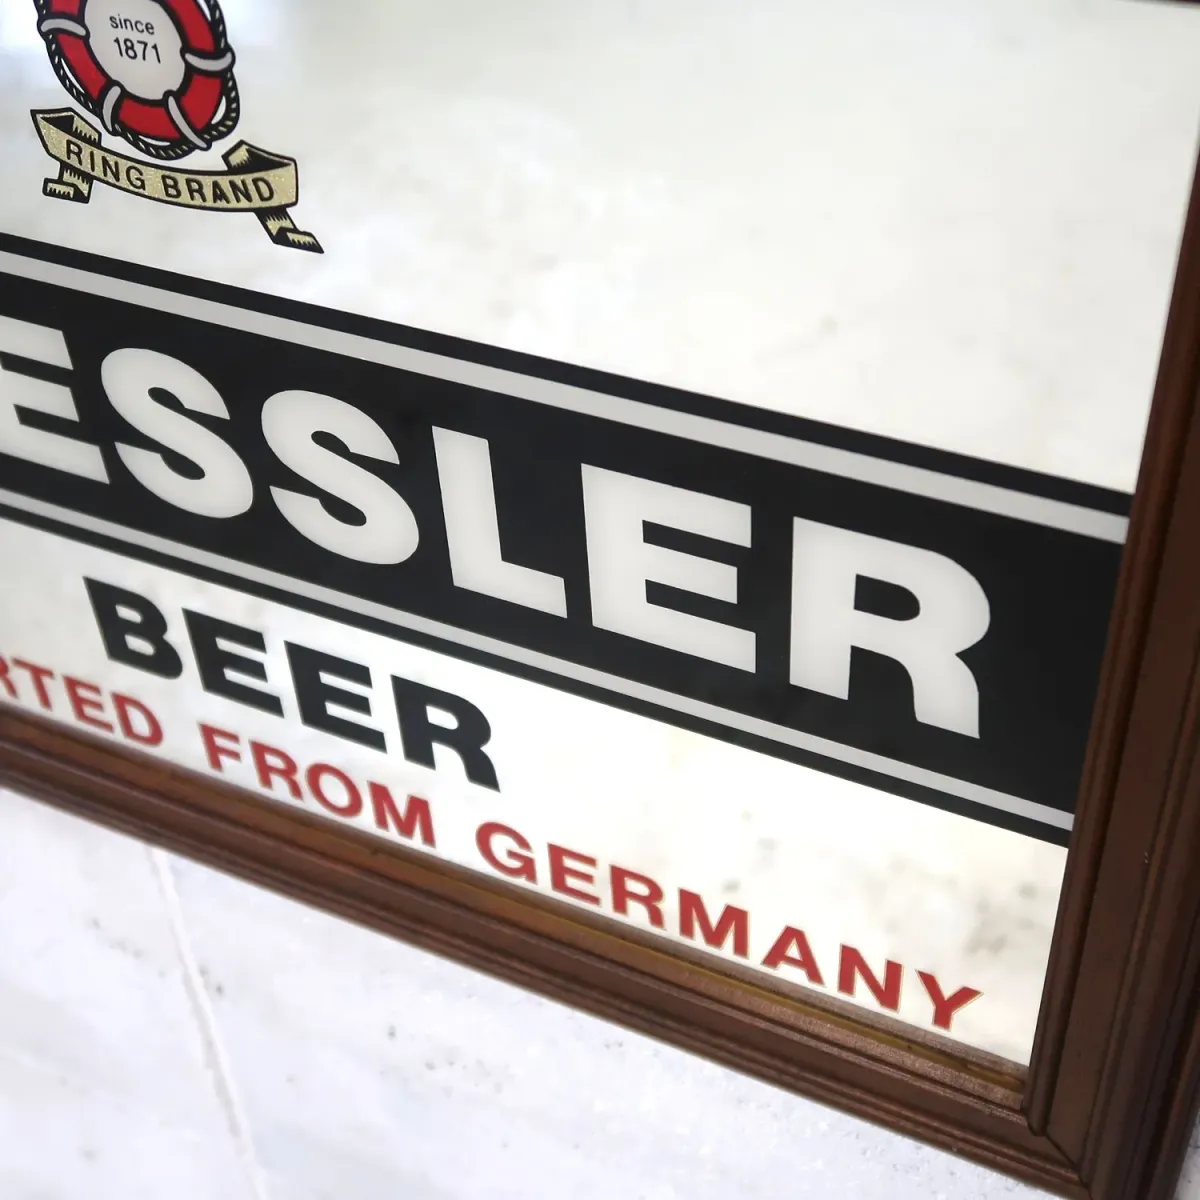 since
1871
RING BRAND
ESSLER
BEER
RTED FROM GERMANY